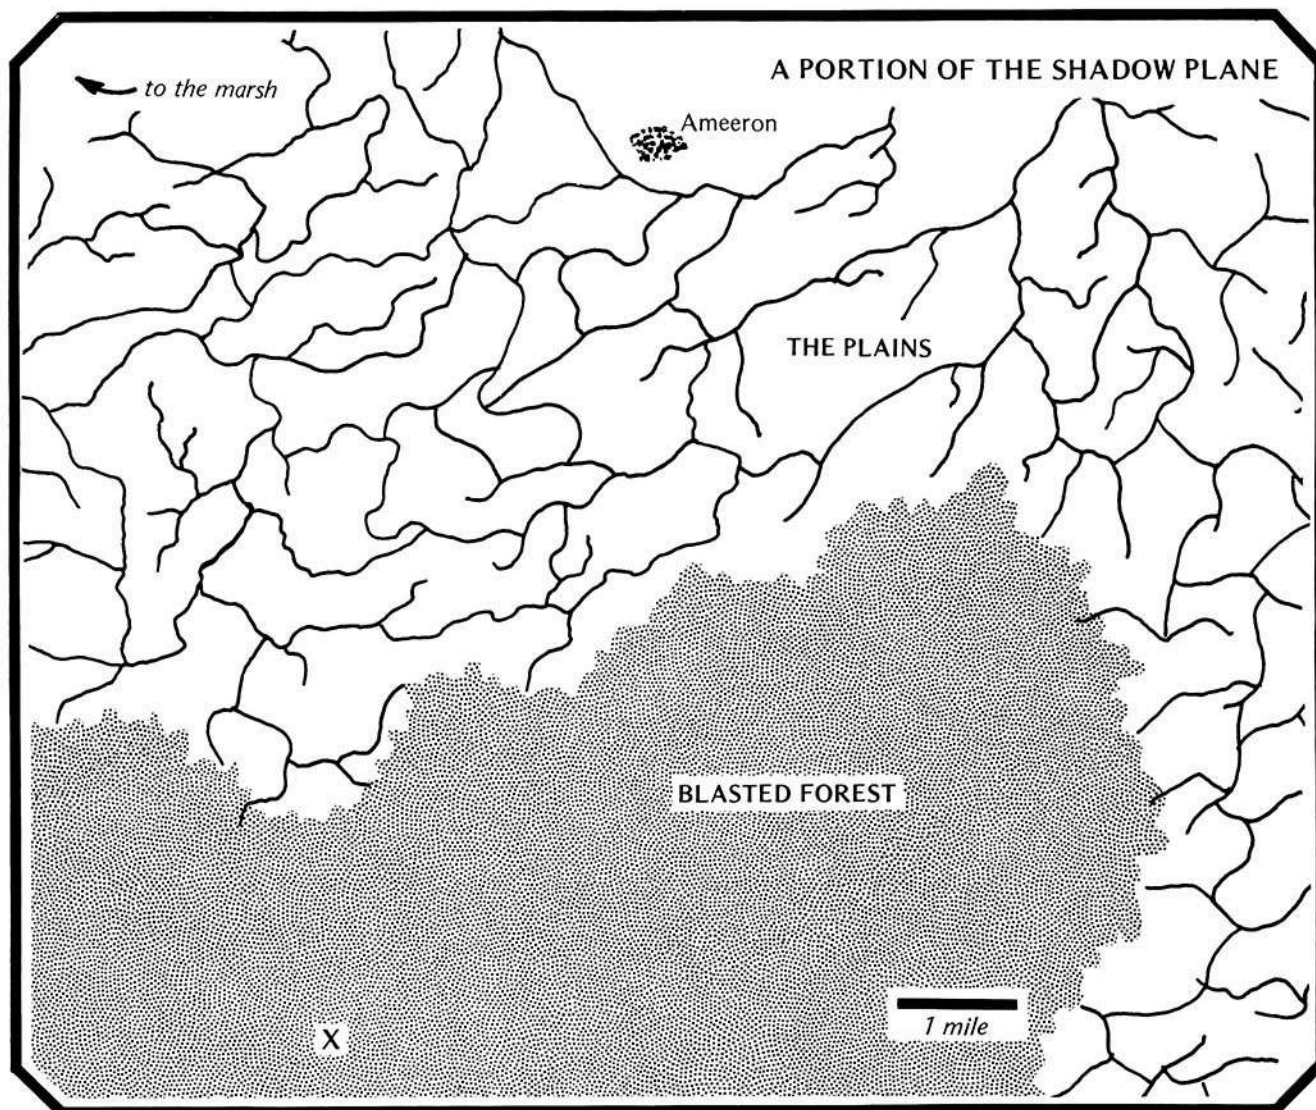 A PORTION OF THE SHADOW PLANE
to the marsh
Ameeron
THE PLAINS
BLASTED FOREST
1 mile
X